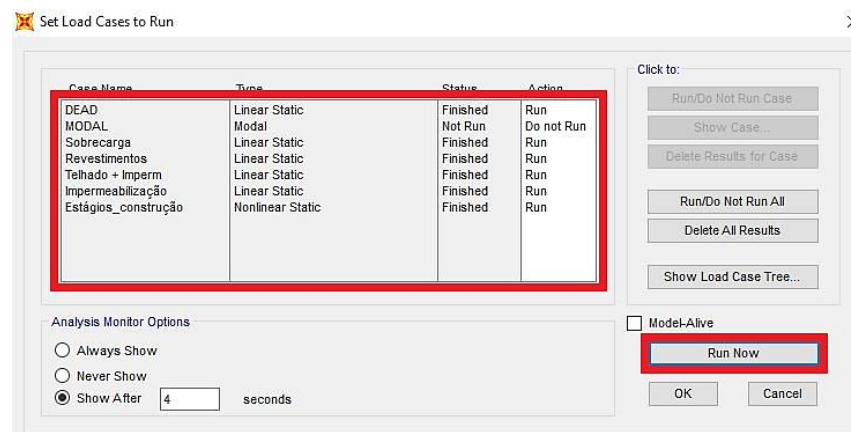 Set Load Cases to Run
Click to:
Case Name Type Status Action
Run/Do Not Run Case
DEAD Linear Static Finished Run
MODAL Modal Not Run Do not Run
Show Case...
Sobrecarga Linear Static Finished Run
Revestimentos Linear Static Finished Run
Delete Results for Case
Telhado + Imperm Linear Static Finished Run
Impermeabilização Linear Static Finished Run
Estágios_construção Nonlinear Static Finished Run
Run/Do Not Run All
Delete All Results
Show Load Case Tree...
Analysis Monitor Options
Model-Alive
Always Show
Run Now
Never Show
Show After 4 seconds
OK Cancel